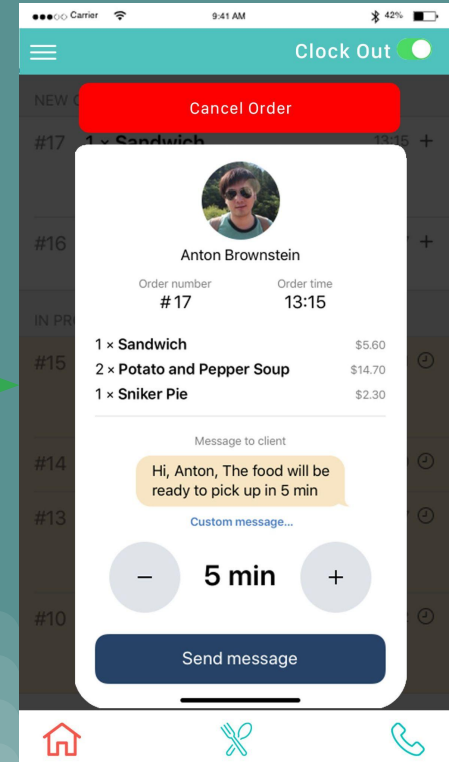 Carrier 9:41 AM 42%
Clock Out
NEW
Cancel Order
#17 1 × Sandwich 13:15 +
Anton Brownstein
#16 +
Order number Order time
#17 13:15
IN PR
1 × Sandwich $5.60
#15
2 × Potato and Pepper Soup $14.70
1 × Sniker Pie $2.30
Message to client
#14
Hi, Anton, The food will be
ready to pick up in 5 min
#13
Custom message...
− 5 min +
#10
Send message